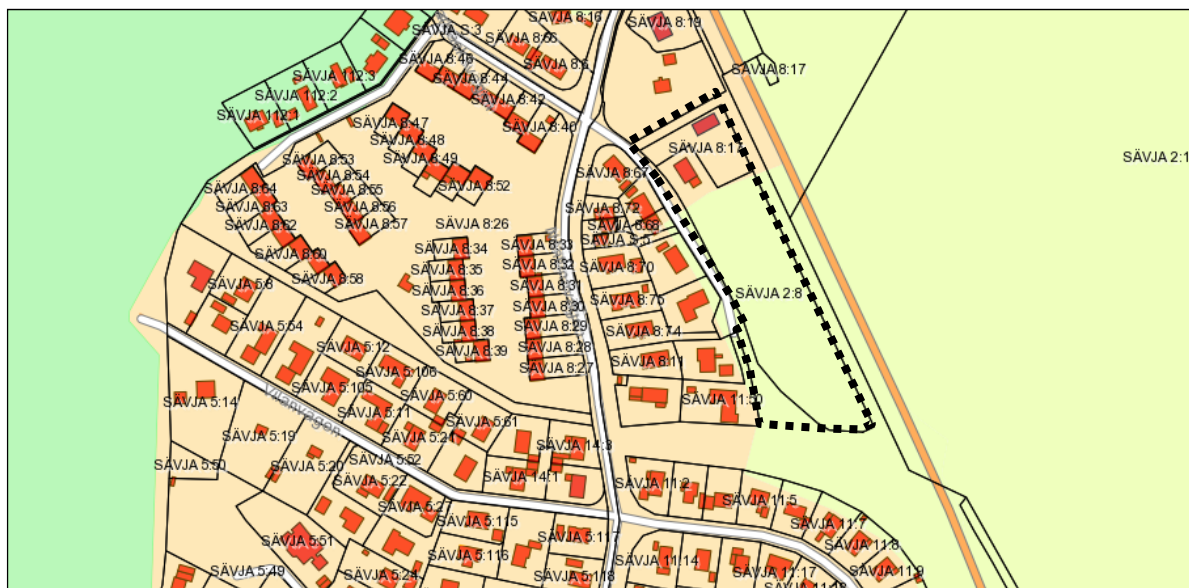 SÄVJA 8:16
SÄVJA 8:19
SÄVJA S:3
SÄVJA 8:6
SÄVJA 8:46
SÄVJA 8:17
SÄVJA 112:3
SÄVJA 8:44
SÄVJA 112:2
SÄVJA 8:42
SÄVJA 112:1
SÄVJA 8:47
SÄVJA 8:40
SÄVJA 8:48
SÄVJA 8:17
SÄVJA 8:49
SÄVJA 2:1
SÄVJA 8:53
SÄVJA 8:54
SÄVJA 8:67
SÄVJA 8:64
SÄVJA 8:55
SÄVJA 8:52
SÄVJA 8:63
SÄVJA 8:56
SÄVJA 8:72
SÄVJA 8:62
SÄVJA 8:57
SÄVJA 8:26
SÄVJA 8:68
SÄVJA S:5
SÄVJA 8:34
SÄVJA 8:33
SÄVJA 8:60
SÄVJA 8:32
SÄVJA 8:70
SÄVJA 8:35
SÄVJA 8:58
SÄVJA 5:8
SÄVJA 8:31
SÄVJA 8:36
SÄVJA 2:8
SÄVJA 8:75
SÄVJA 8:30
SÄVJA 8:37
SÄVJA 5:54
SÄVJA 8:29
SÄVJA 8:38
SÄVJA 8:74
SÄVJA 5:12
SÄVJA 8:28
SÄVJA 8:39
SÄVJA 8:11
SÄVJA 8:27
SÄVJA 5:106
SÄVJA 5:105
SÄVJA 5:60
SÄVJA 5:14
Vitanvägen
SÄVJA 5:11
SÄVJA 11:50
SÄVJA 5:61
SÄVJA 5:19
SÄVJA 5:21
SÄVJA 14:3
SÄVJA 5:52
SÄVJA 5:50
SÄVJA 5:20
SÄVJA 14:1
SÄVJA 5:22
SÄVJA 11:2
SÄVJA 11:5
SÄVJA 5:2
SÄVJA 5:115
SÄVJA 11:7
SÄVJA 5:117
SÄVJA 5:51
SÄVJA 11:8
SÄVJA 5:116
SÄVJA 11:14
SÄVJA 5:49
SÄVJA 5:24
SÄVJA 5:118
SÄVJA 11:17
SÄVJA 11:9
SÄVJA 11:18